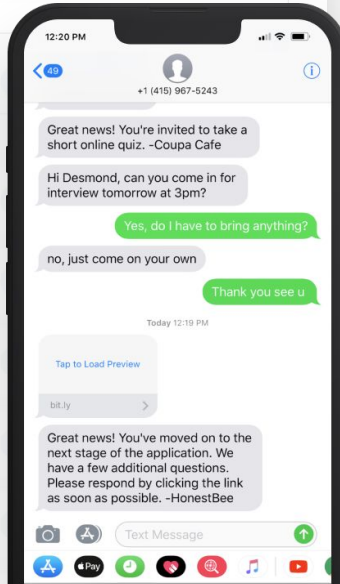 12:20 PM
49
+1 (415) 967-5243
Great news! You're invited to take a
short online quiz. -Coupa Cafe
Hi Desmond, can you come in for
interview tomorrow at 3pm?
Yes, do I have to bring anything?
no, just come on your own
Thank you see u
Today 12:19 PM
Tap to Load Preview
bit.ly
Great news! You've moved on to the
next stage of the application. We
have a few additional questions.
Please respond by clicking the link
as soon as possible. -HonestBee
Text Message
Pay